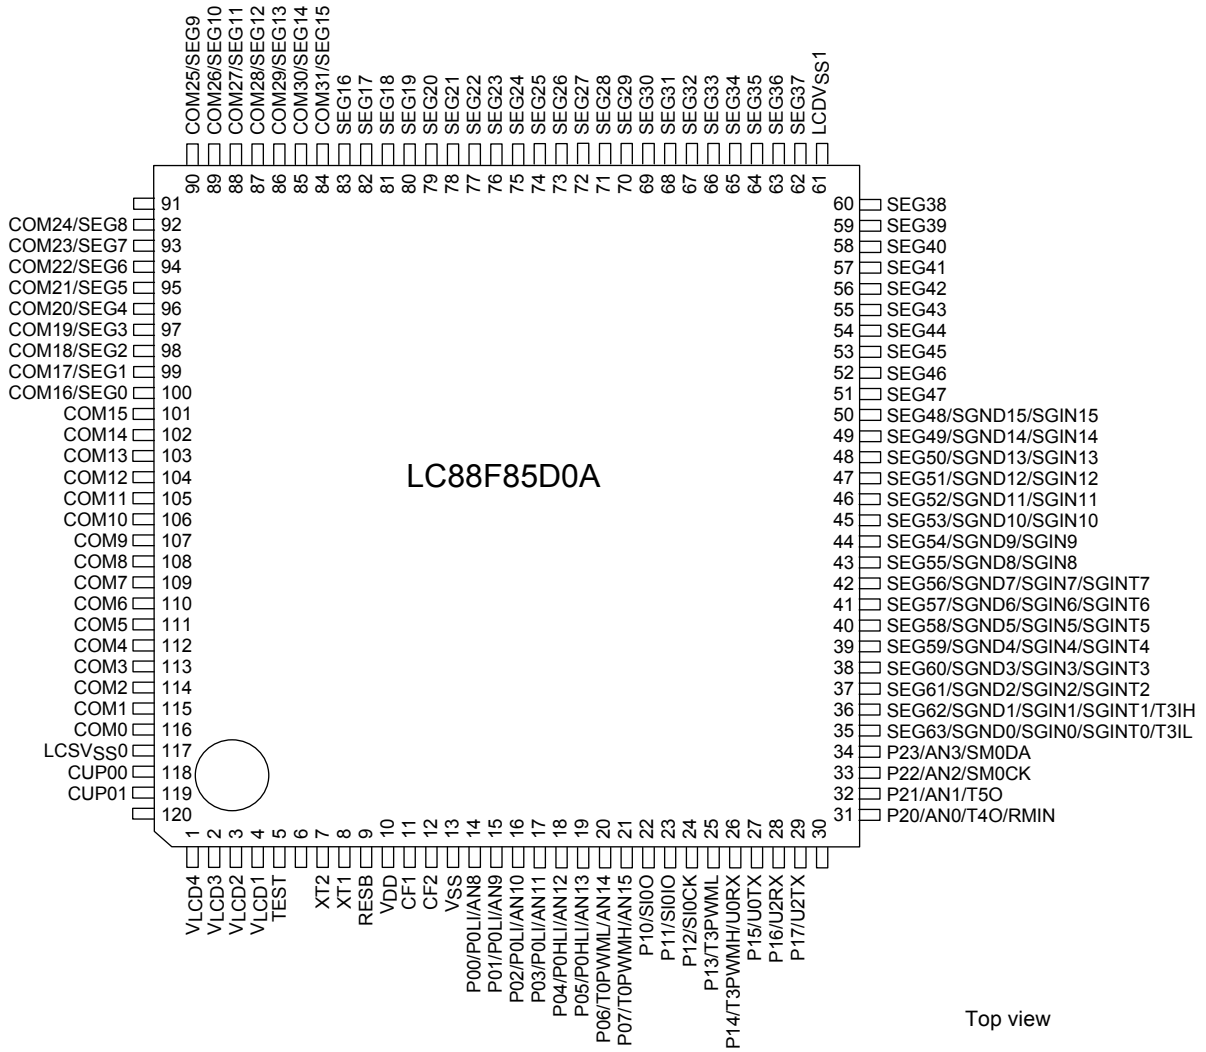 COM25/SEG9
COM26/SEG10
COM27/SEG11
COM28/SEG12
COM29/SEG13
COM30/SEG14
COM31/SEG15
SEG16
SEG17
SEG18
SEG19
SEG20
SEG21
SEG22
SEG23
SEG24
SEG25
SEG26
SEG27
SEG28
SEG29
SEG30
SEG31
SEG32
SEG33
SEG34
SEG35
SEG36
SEG37
LCDVSS1
90
89
88
87
86
85
84
83
82
81
80
79
78
77
76
75
74
73
72
71
70
69
68
67
66
65
64
63
62
61
91
COM24/SEG8 92
COM23/SEG7 93
COM22/SEG6 94
COM21/SEG5 95
COM20/SEG4 96
COM19/SEG3 97
COM18/SEG2 98
COM17/SEG1 99
COM16/SEG0 100
COM15 101
COM14 102
COM13 103
COM12 104
COM11 105
COM10 106
COM9 107
COM8 108
COM7 109
COM6 110
COM5 111
COM4 112
COM3 113
COM2 114
COM1 115
COM0 116
LCSVSS0 117
CUP00 118
CUP01 119
120
LC88F85D0A
60 SEG38
59 SEG39
58 SEG40
57 SEG41
56 SEG42
55 SEG43
54 SEG44
53 SEG45
52 SEG46
51 SEG47
50 SEG48/SGND15/SGIN15
49 SEG49/SGND14/SGIN14
48 SEG50/SGND13/SGIN13
47 SEG51/SGND12/SGIN12
46 SEG52/SGND11/SGIN11
45 SEG53/SGND10/SGIN10
44 SEG54/SGND9/SGIN9
43 SEG55/SGND8/SGIN8
42 SEG56/SGND7/SGIN7/SGINT7
41 SEG57/SGND6/SGIN6/SGINT6
40 SEG58/SGND5/SGIN5/SGINT5
39 SEG59/SGND4/SGIN4/SGINT4
38 SEG60/SGND3/SGIN3/SGINT3
37 SEG61/SGND2/SGIN2/SGINT2
36 SEG62/SGND1/SGIN1/SGINT1/T3IH
35 SEG63/SGND0/SGIN0/SGINT0/T3IL
34 P23/AN3/SM0DA
33 P22/AN2/SM0CK
32 P21/AN1/T5O
31 P20/AN0/T4O/RMIN
1
2
3
4
5
6
7
8
9
10
11
12
13
14
15
16
17
18
19
20
21
22
23
24
25
26
27
28
29
30
VLCD4
VLCD3
VLCD2
VLCD1
TEST
XT2
XT1
RESB
VDD
CF1
CF2
VSS
P00/P0LI/AN8
P01/P0LI/AN9
P02/P0LI/AN10
P03/P0LI/AN11
P04/P0HLI/AN12
P05/P0HLI/AN13
P06/T0PWML/AN14
P07/T0PWMH/AN15
P10/SI0O
P11/SI0IO
P12/SI0CK
P13/T3PWML
P14/T3PWMH/U0RX
P15/U0TX
P16/U2RX
P17/U2TX
Top view